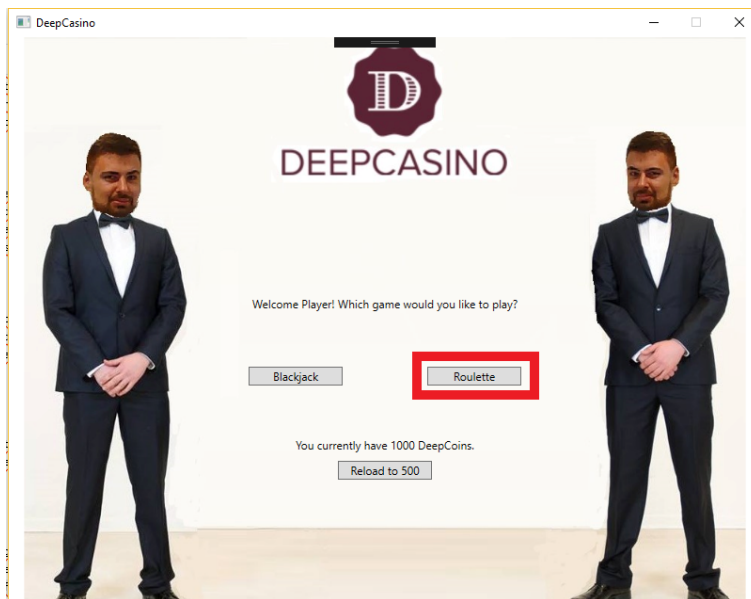 DeepCasino
D
DEEPCASINO
Welcome Player! Which game would you like to play?
Blackjack
Roulette
You currently have 1000 DeepCoins.
Reload to 500